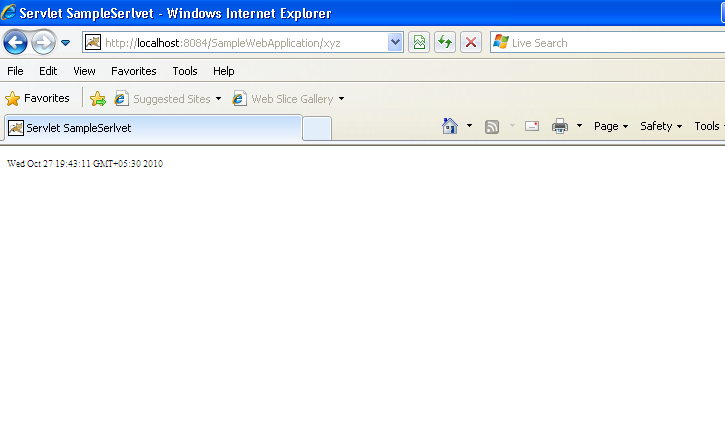 Servlet SampleSerlvet - Windows Internet Explorer
http://localhost:8084/SampleWebApplication/xyz
Live Search
File Edit View Favorites Tools Help
Favorites Suggested Sites Web Slice Gallery
Servlet SampleSerlvet
Page Safety Tools
Wed Oct 27 19:43:11 GMT+05:30 2010